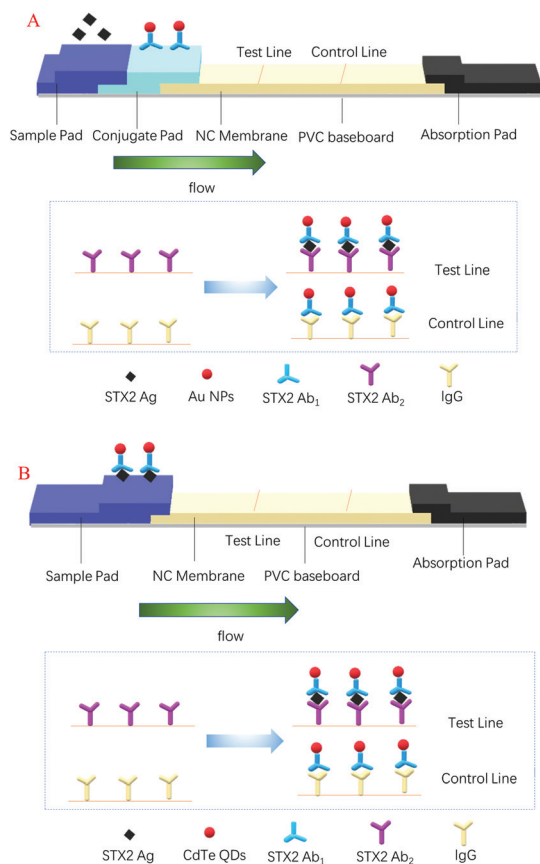 A
Test Line Control Line
Sample Pad Conjugate Pad NC Membrane PVC baseboard Absorption Pad
flow
Test Line
Control Line
STX2 Ag Au NPs STX2 Ab₁ STX2 Ab₂ IgG
B
Test Line Control Line
Absorption Pad
Sample Pad NC Membrane PVC baseboard
flow
Test Line
Control Line
STX2 Ag CdTe QDs STX2 Ab₁ STX2 Ab₂ IgG